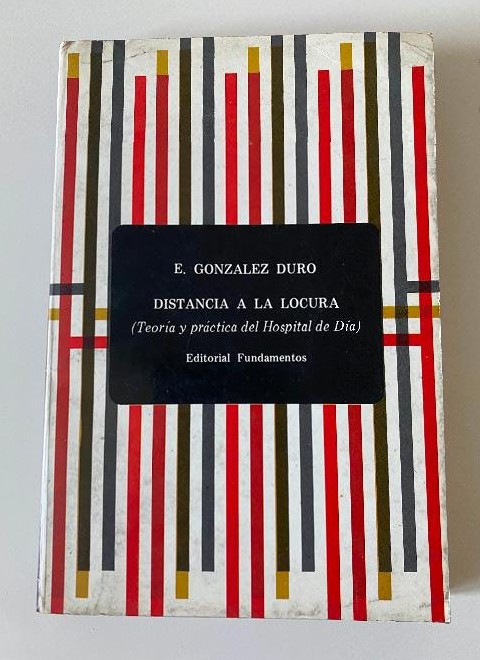 E. GONZALEZ DURO
DISTANCIA A LA LOCURA
(Teoría y práctica del Hospital de Día)
Editorial Fundamentos